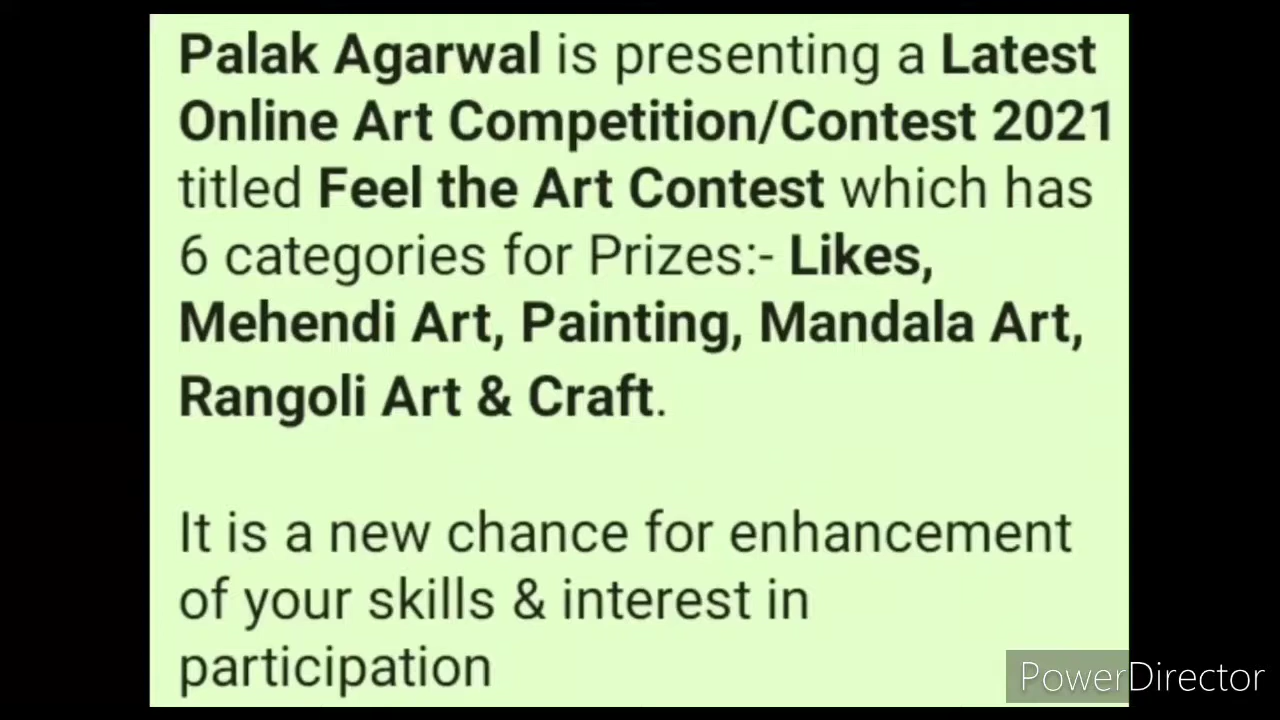 Palak Agarwal is presenting a Latest
Online Art Competition/Contest 2021
titled Feel the Art Contest which has
6 categories for Prizes:- Likes,
Mehendi Art, Painting, Mandala Art,
Rangoli Art & Craft.
It is a new chance for enhancement
of your skills & interest in
participation
PowerDirector